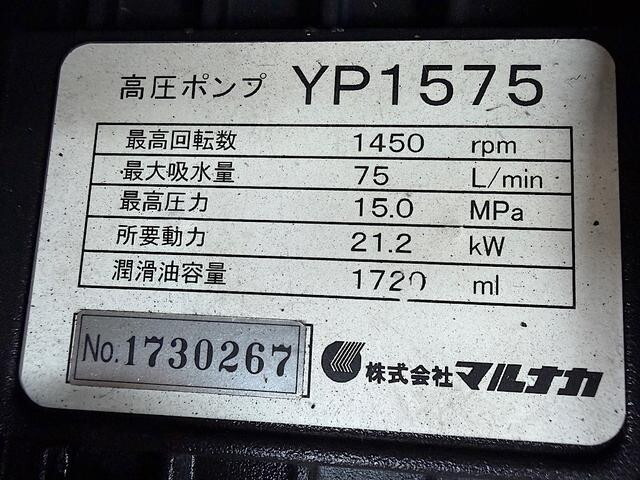 高圧ポンプ YP1575
最高回転数 1450 rpm
最大吸水量 75 L/min
最高圧力 15.0 MPa
所要動力 21.2 kW
潤滑油容量 1720 ml
No.1730267
株式会社マルナカ